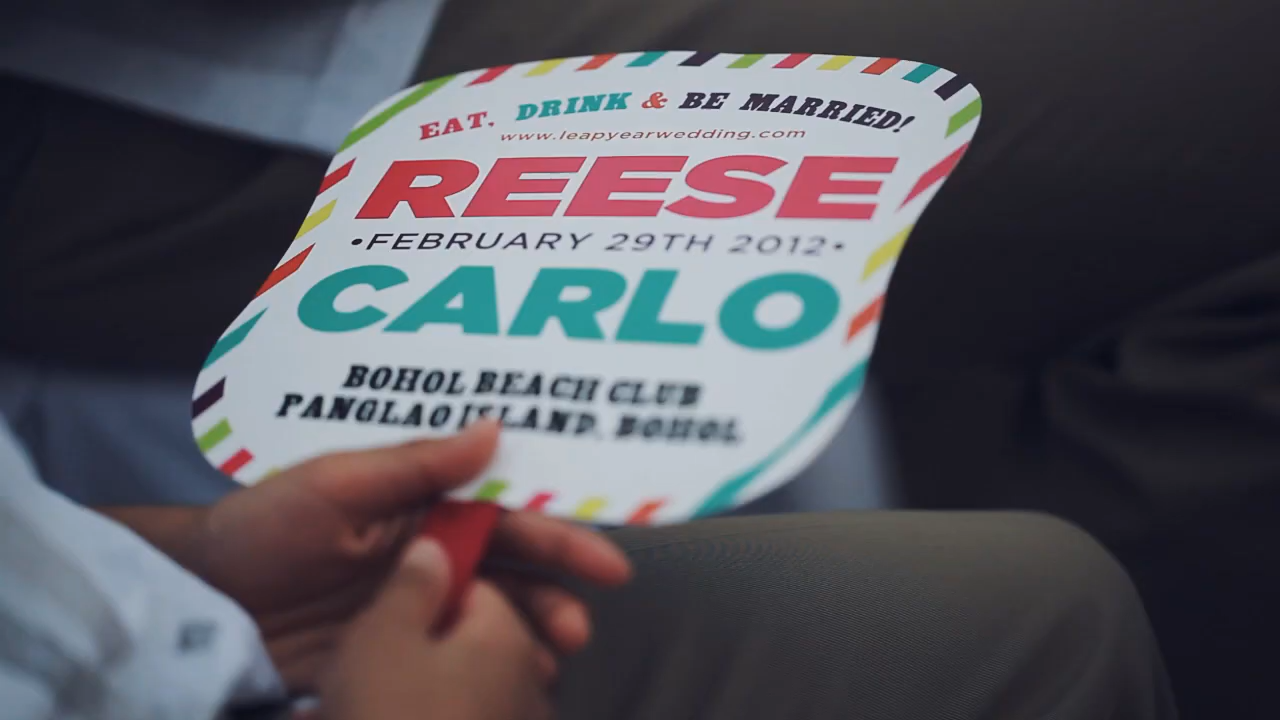 EAT, DRINK & BE MARRIED!
www.leapyearwedding.com
REESE
•FEBRUARY 29TH 2012•
CARLO
BOHOL BEACH CLUB
PANGLAO ISLAND, BOHOL